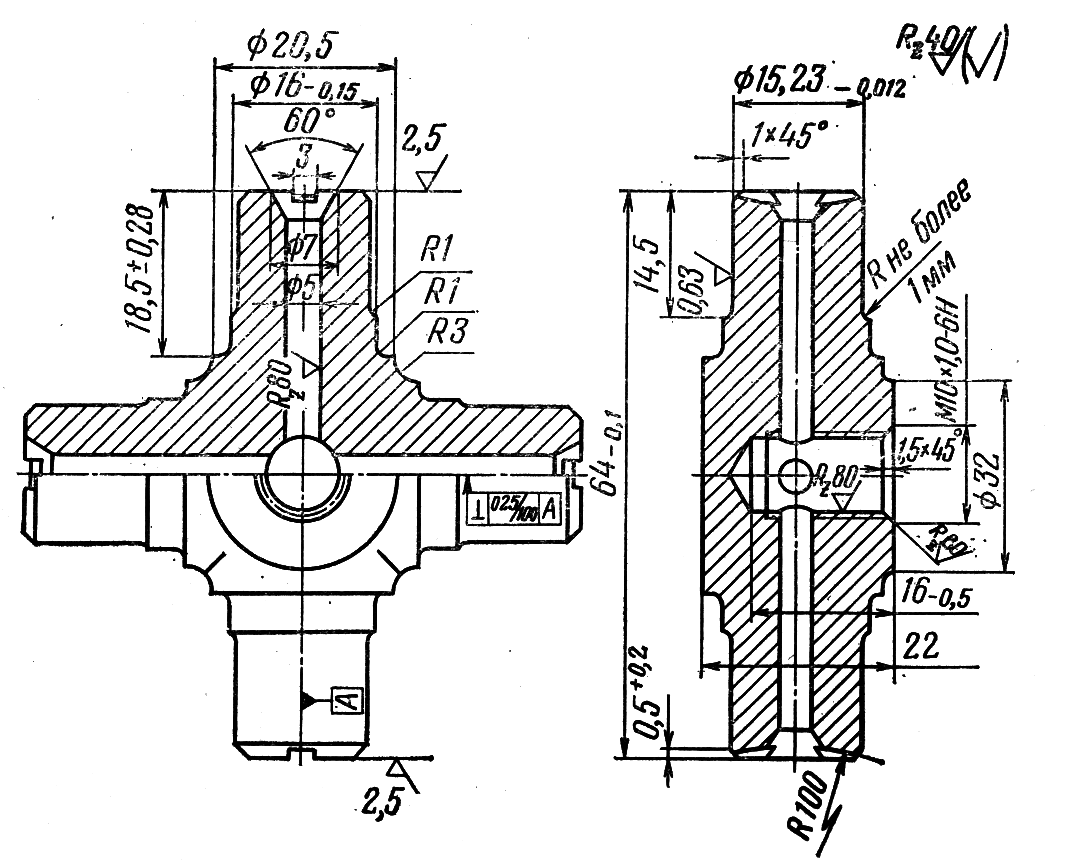 ϕ20,5
ϕ16-0,15
60°
3
2,5
18,5±0,28
ϕ7
ϕ5
R1
R1
R3
Rz80
⊥ 0,25/100 A
A
2,5
Rz40 (√)
ϕ15,23 -0,012
1×45°
14,5
0,63
R не более
1 мм
M10×1,0-6H
1,5×45°
ϕ32
Rz80
Rz80
64-0,1
16-0,5
22
0,5+0,2
R100